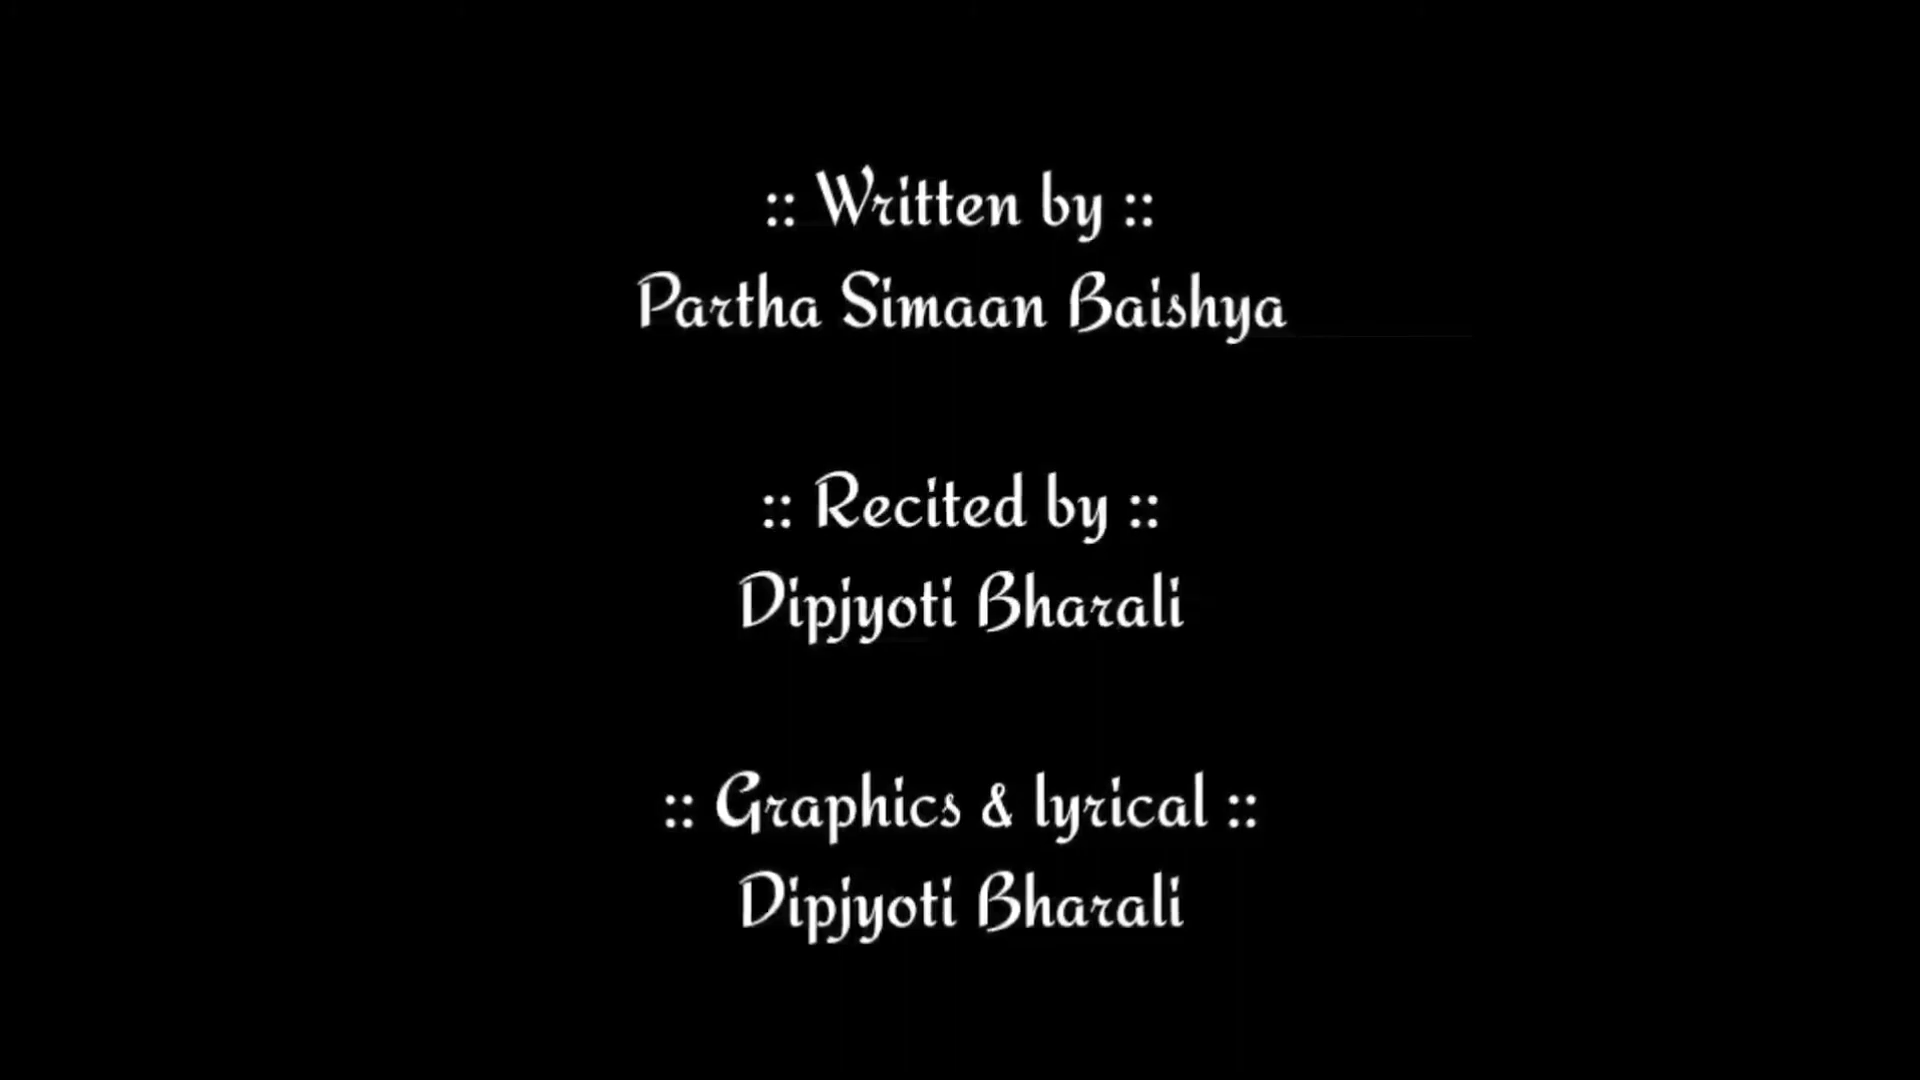 :: Written by ::
Partha Simaan Baishya
:: Recited by ::
Dipjyoti Bharali
:: Graphics & lyrical ::
Dipjyoti Bharali